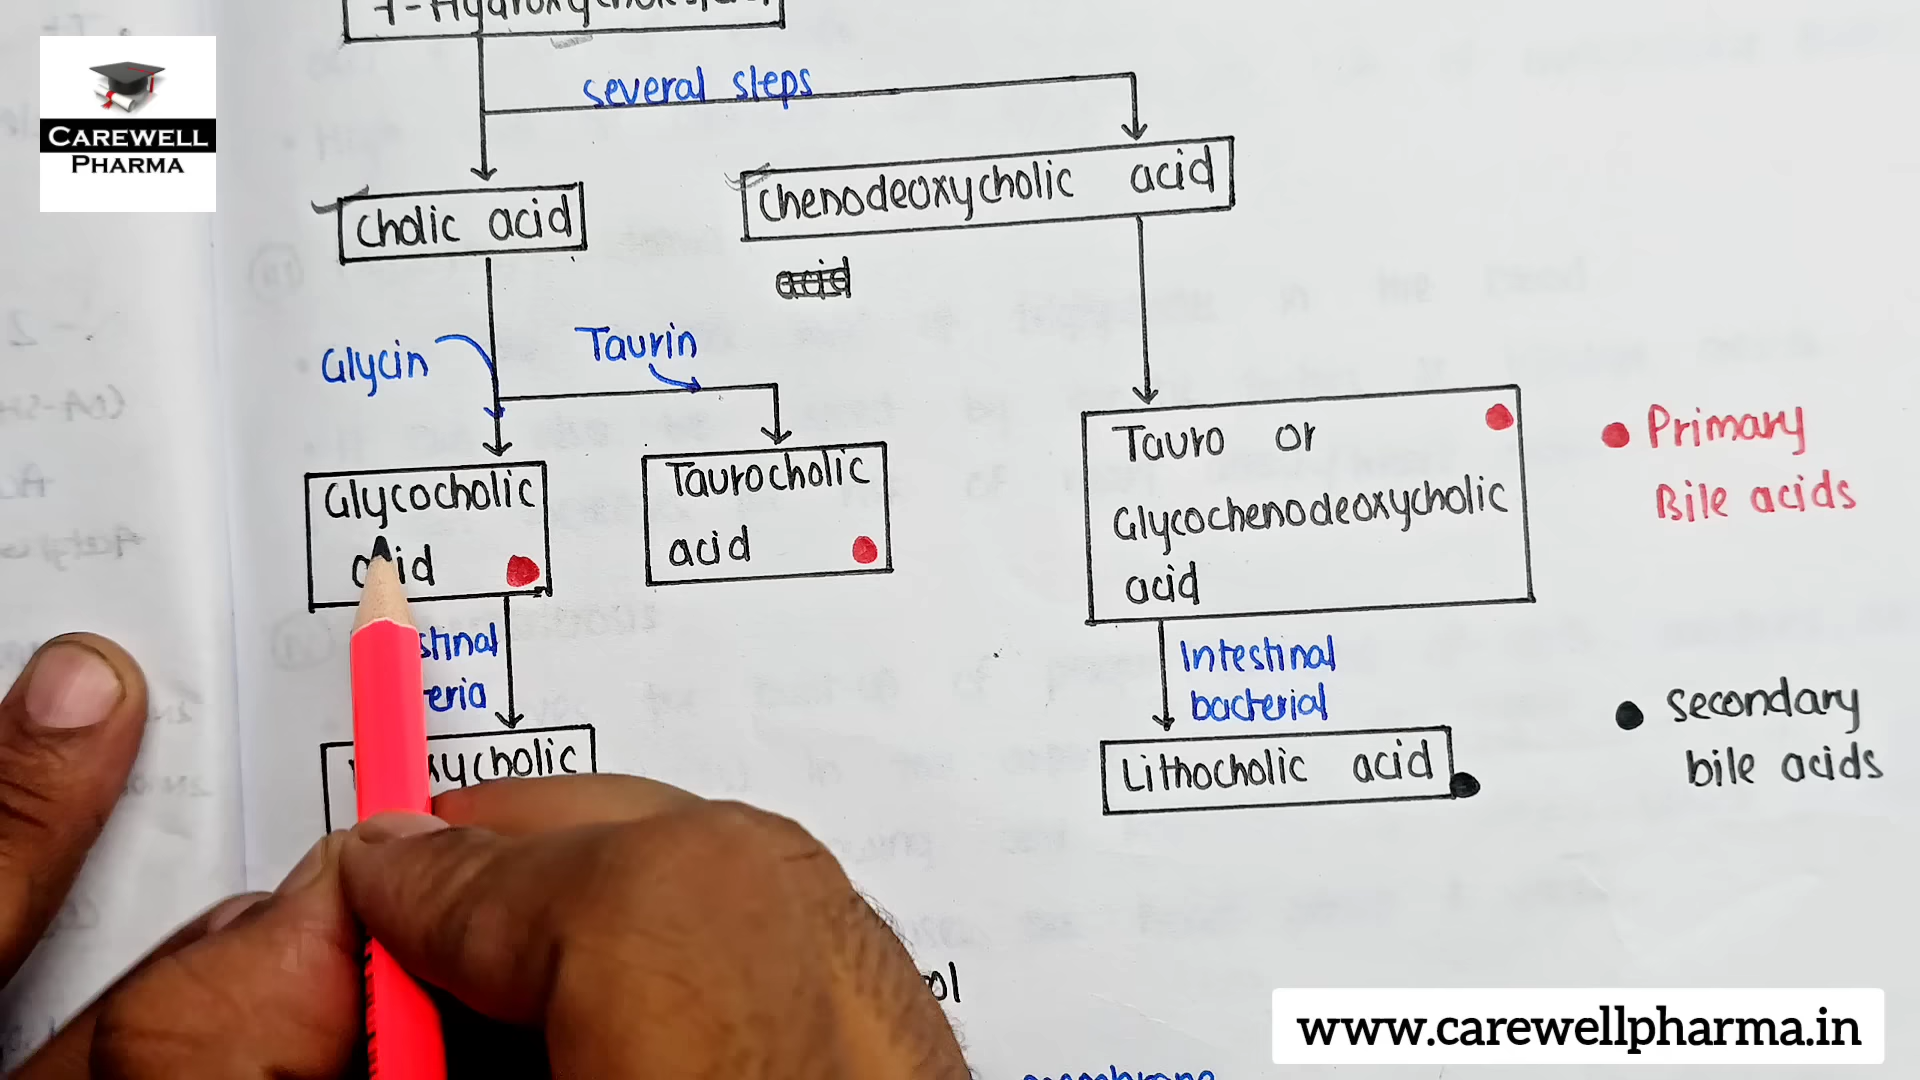 CAREWELL
PHARMA
several steps
cholic acid
chenodeoxycholic acid
acid
Glycin
Taurin
Glycocholic
acid
Taurocholic
acid
Tauro or
Glycochenodeoxycholic
acid
Primary
Bile acids
Intestinal
bacterial
Lithocholic acid
Secondary
bile acids
www.carewellpharma.in